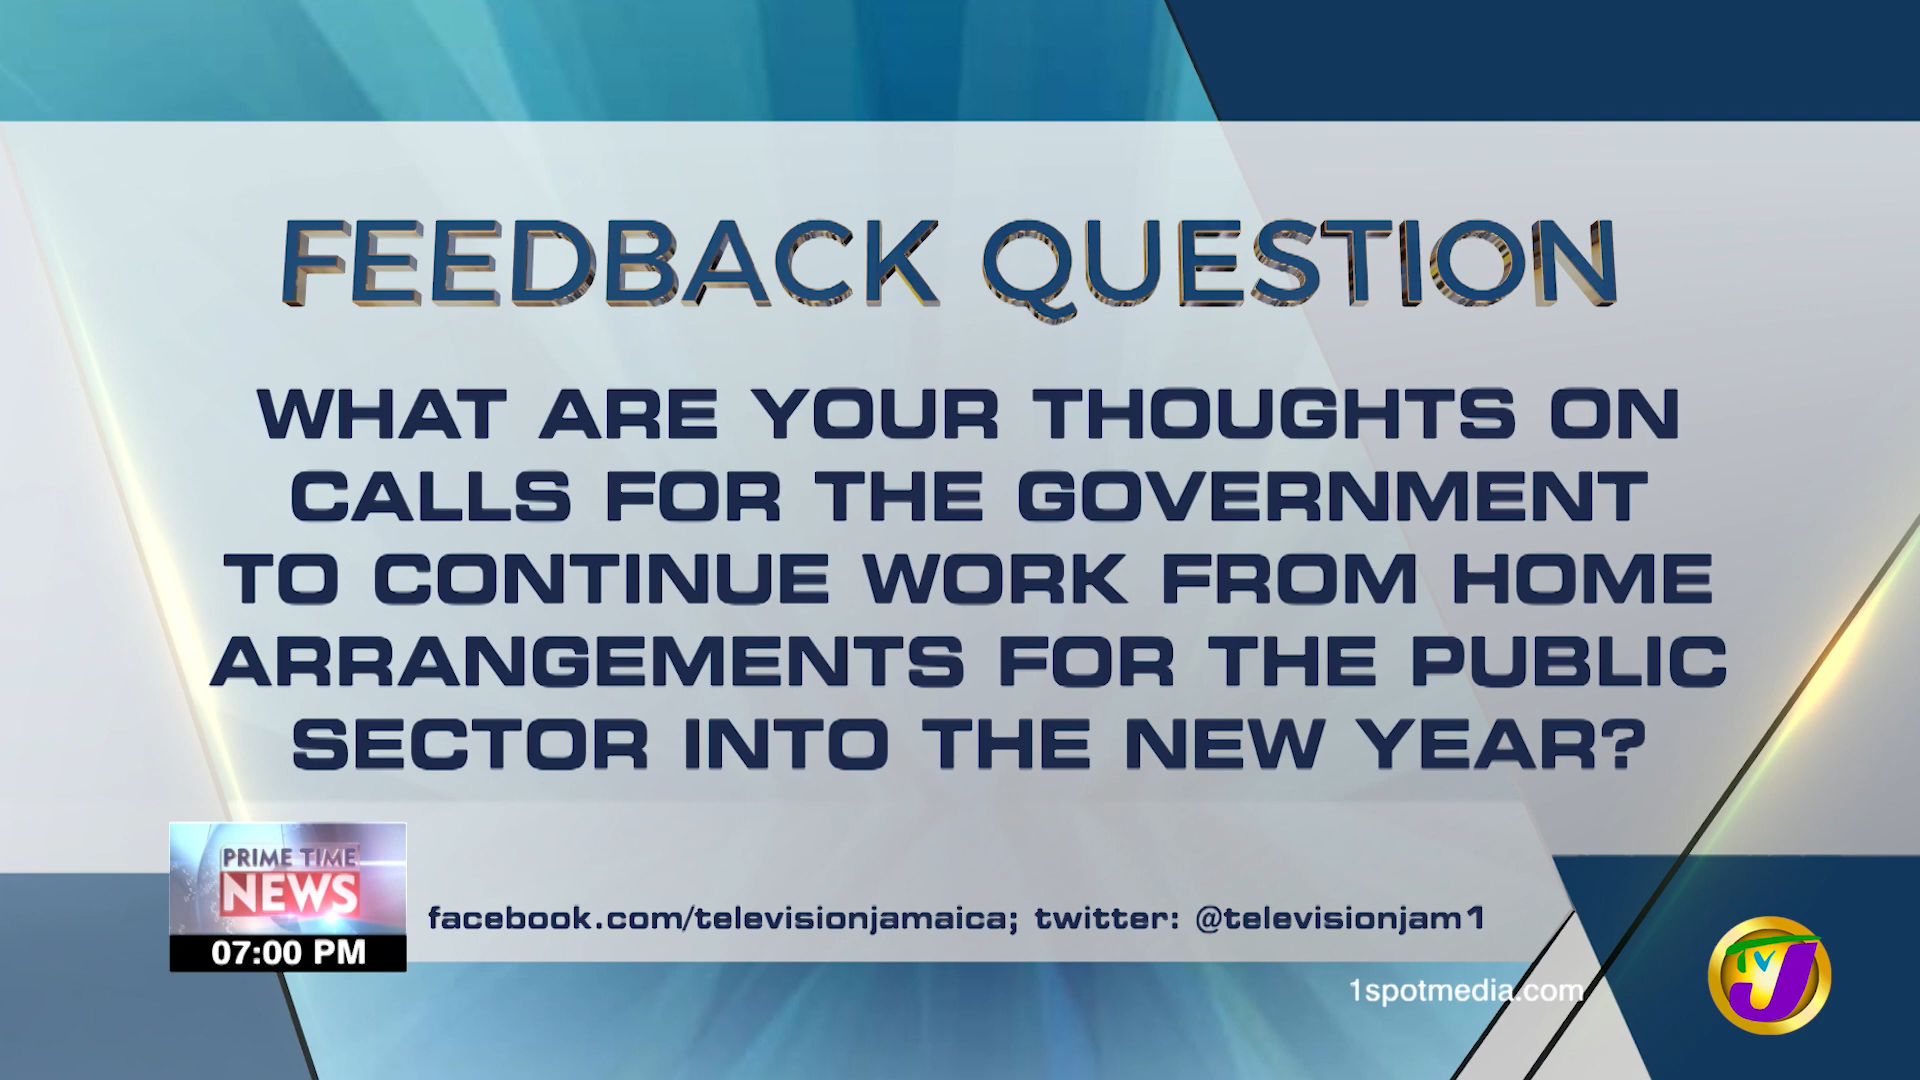 FEEDBACK QUESTION
WHAT ARE YOUR THOUGHTS ON
CALLS FOR THE GOVERNMENT
TO CONTINUE WORK FROM HOME
ARRANGEMENTS FOR THE PUBLIC
SECTOR INTO THE NEW YEAR?
PRIME TIME
NEWS
07:00 PM
facebook.com/televisionjamaica; twitter: @televisionjam1
1spotmedia.com
TVJ